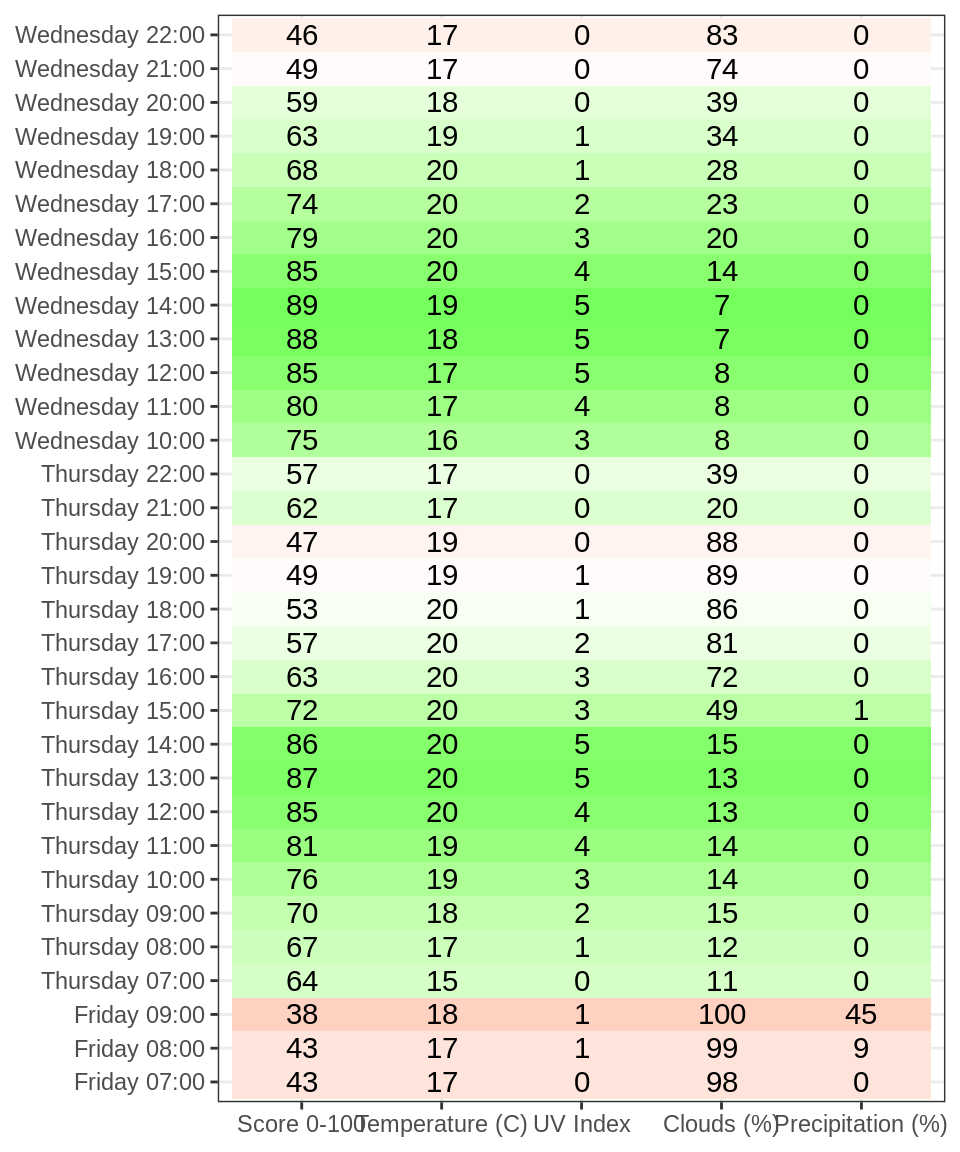 Wednesday 22:00 46 17 0 83 0
Wednesday 21:00 49 17 0 74 0
Wednesday 20:00 59 18 0 39 0
Wednesday 19:00 63 19 1 34 0
Wednesday 18:00 68 20 1 28 0
Wednesday 17:00 74 20 2 23 0
Wednesday 16:00 79 20 3 20 0
Wednesday 15:00 85 20 4 14 0
Wednesday 14:00 89 19 5 7 0
Wednesday 13:00 88 18 5 7 0
Wednesday 12:00 85 17 5 8 0
Wednesday 11:00 80 17 4 8 0
Wednesday 10:00 75 16 3 8 0
Thursday 22:00 57 17 0 39 0
Thursday 21:00 62 17 0 20 0
Thursday 20:00 47 19 0 88 0
Thursday 19:00 49 19 1 89 0
Thursday 18:00 53 20 1 86 0
Thursday 17:00 57 20 2 81 0
Thursday 16:00 63 20 3 72 0
Thursday 15:00 72 20 3 49 1
Thursday 14:00 86 20 5 15 0
Thursday 13:00 87 20 5 13 0
Thursday 12:00 85 20 4 13 0
Thursday 11:00 81 19 4 14 0
Thursday 10:00 76 19 3 14 0
Thursday 09:00 70 18 2 15 0
Thursday 08:00 67 17 1 12 0
Thursday 07:00 64 15 0 11 0
Friday 09:00 38 18 1 100 45
Friday 08:00 43 17 1 99 9
Friday 07:00 43 17 0 98 0
Score 0-100 Temperature (C) UV Index Clouds (%) Precipitation (%)